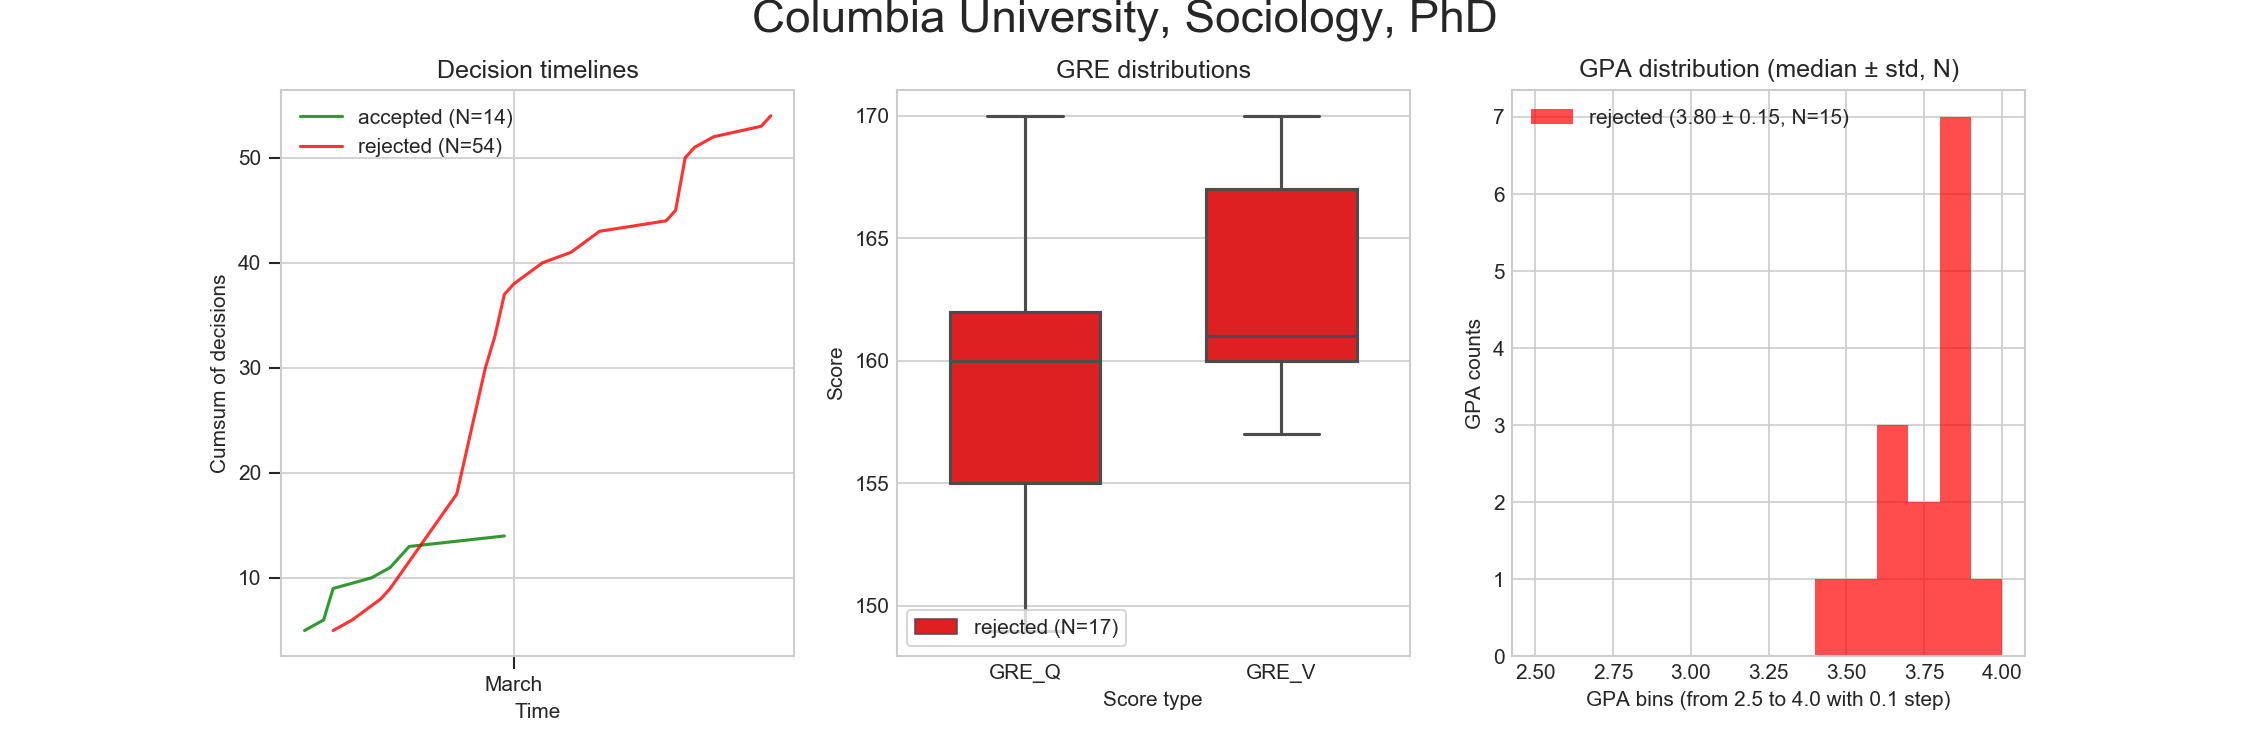 Columbia University, Sociology, PhD
Decision timelines
accepted (N=14)
rejected (N=54)
50
40
30
20
10
Cumsum of decisions
March
Time
GRE distributions
170
165
160
155
150
Score
rejected (N=17)
GRE_Q
GRE_V
Score type
GPA distribution (median ± std, N)
rejected (3.80 ± 0.15, N=15)
7
6
5
4
3
2
1
0
GPA counts
2.50 2.75 3.00 3.25 3.50 3.75 4.00
GPA bins (from 2.5 to 4.0 with 0.1 step)